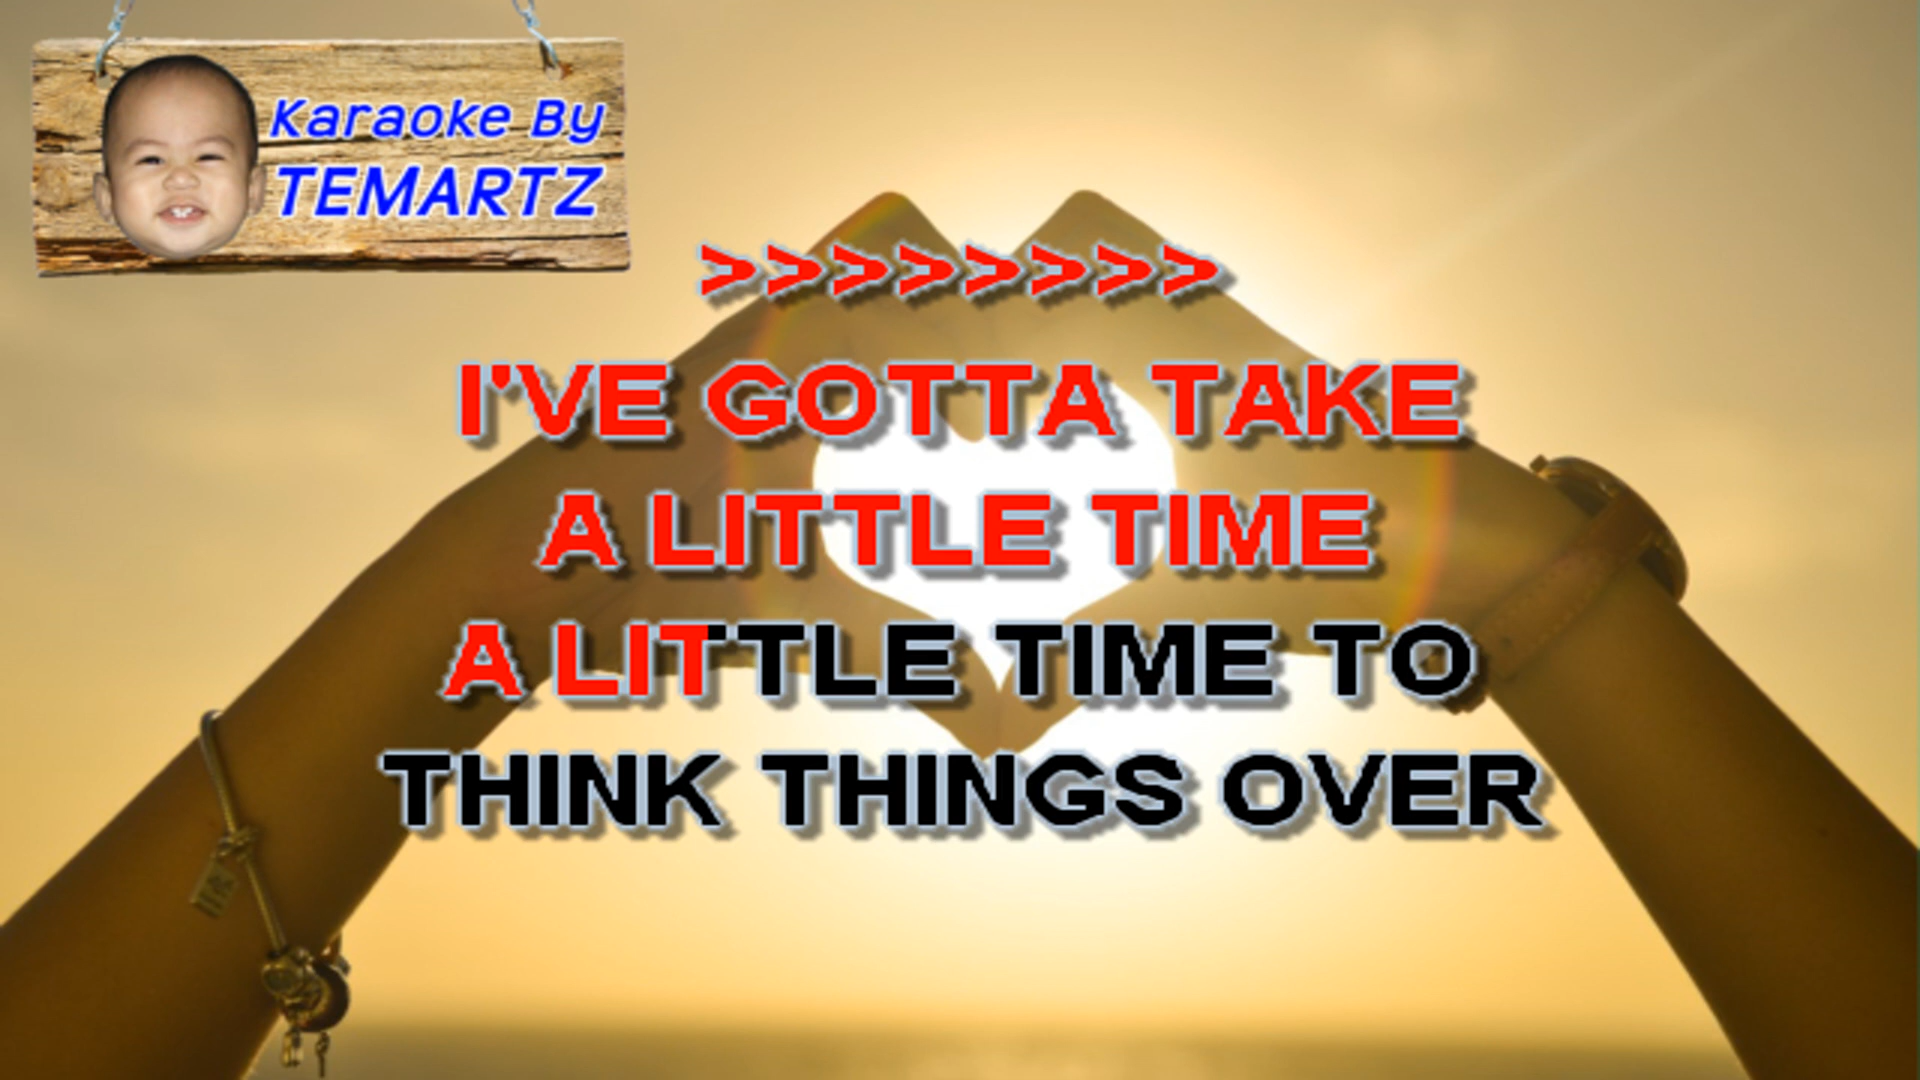 Karaoke By
TEMARTZ
>>>>>>>>
I'VE GOTTA TAKE
A LITTLE TIME
A LITTLE TIME TO
THINK THINGS OVER